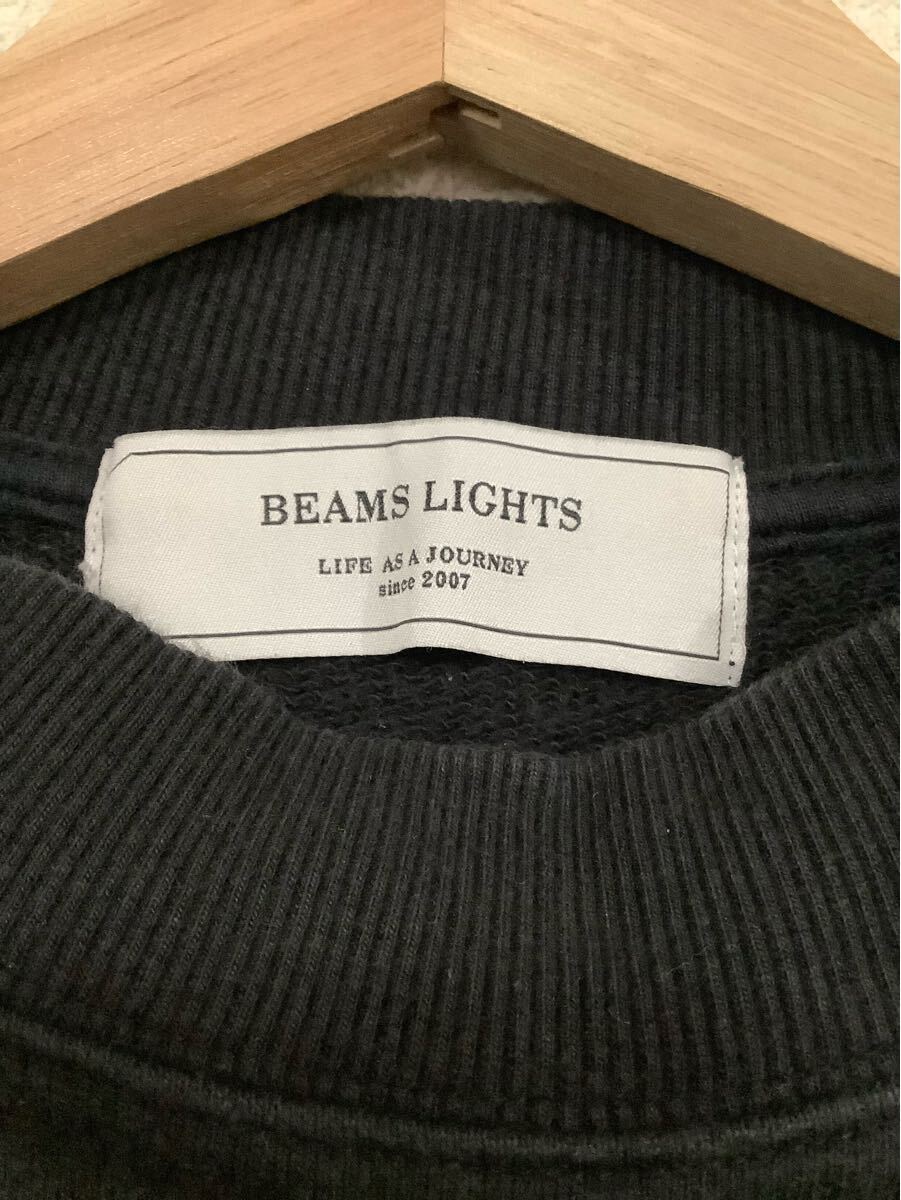 BEAMS LIGHTS
LIFE AS A JOURNEY
since 2007